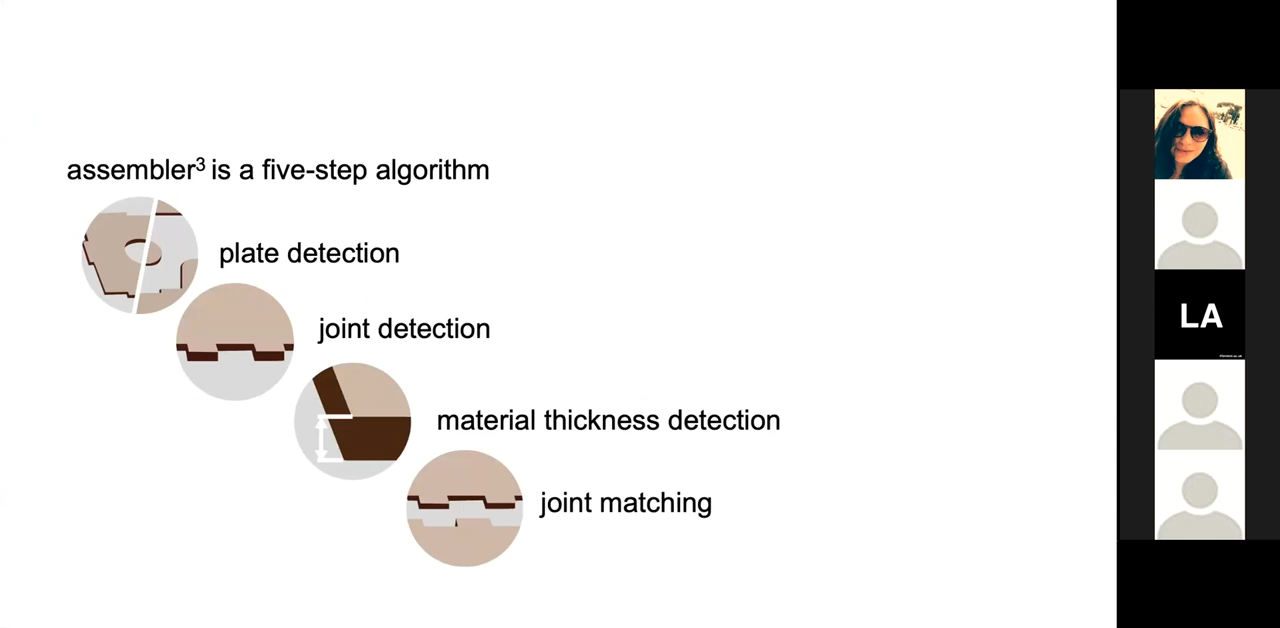 assembler³ is a five-step algorithm
plate detection
joint detection
material thickness detection
joint matching
LA